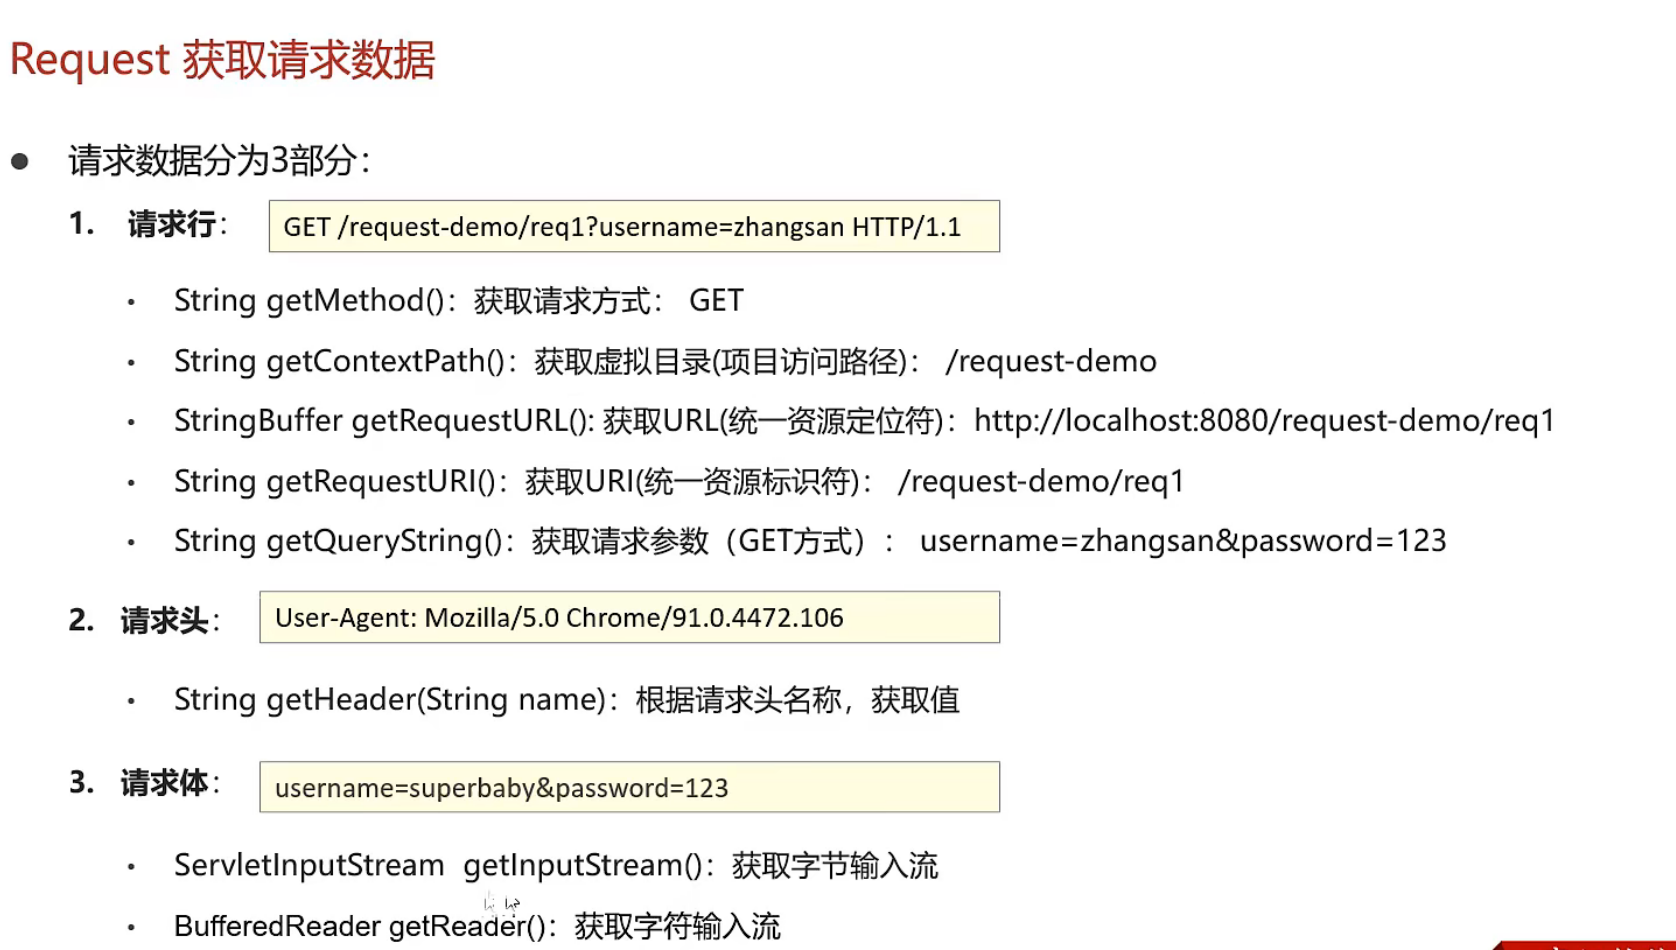 Request 获取请求数据
● 请求数据分为3部分：
1. 请求行： GET /request-demo/req1?username=zhangsan HTTP/1.1
• String getMethod()：获取请求方式： GET
• String getContextPath()：获取虚拟目录(项目访问路径)： /request-demo
• StringBuffer getRequestURL(): 获取URL(统一资源定位符)：http://localhost:8080/request-demo/req1
• String getRequestURI()：获取URI(统一资源标识符)： /request-demo/req1
• String getQueryString()：获取请求参数（GET方式）： username=zhangsan&password=123
2. 请求头： User-Agent: Mozilla/5.0 Chrome/91.0.4472.106
• String getHeader(String name)：根据请求头名称，获取值
3. 请求体： username=superbaby&password=123
• ServletInputStream getInputStream()：获取字节输入流
• BufferedReader getReader()：获取字符输入流